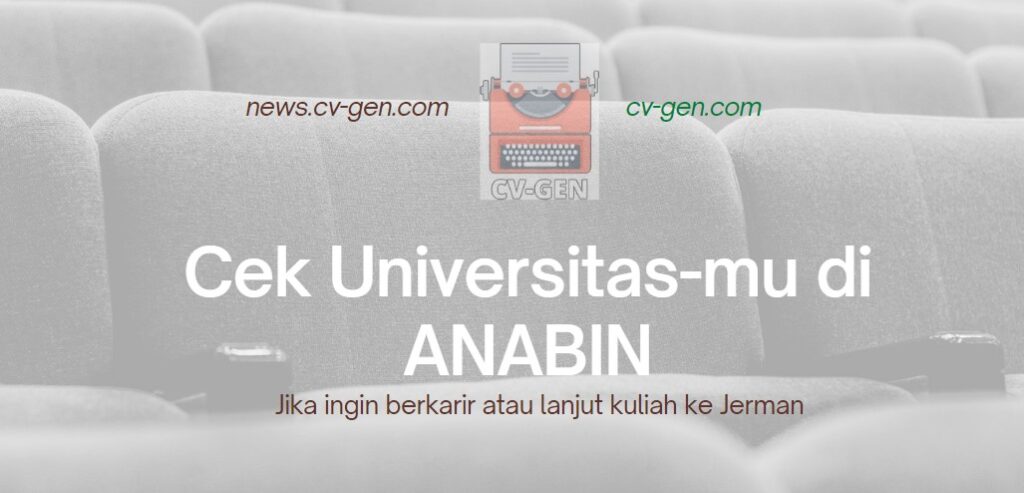 news.cv-gen.com
cv-gen.com
CV-GEN
Cek Universitas-mu di
ANABIN
Jika ingin berkarir atau lanjut kuliah ke Jerman